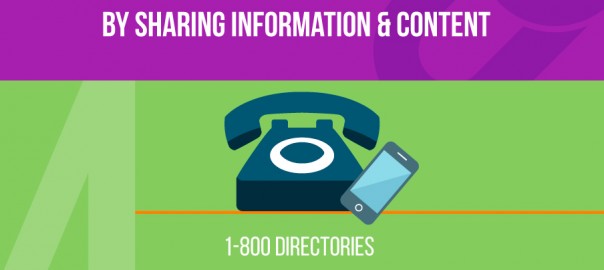 BY SHARING INFORMATION & CONTENT
1-800 DIRECTORIES